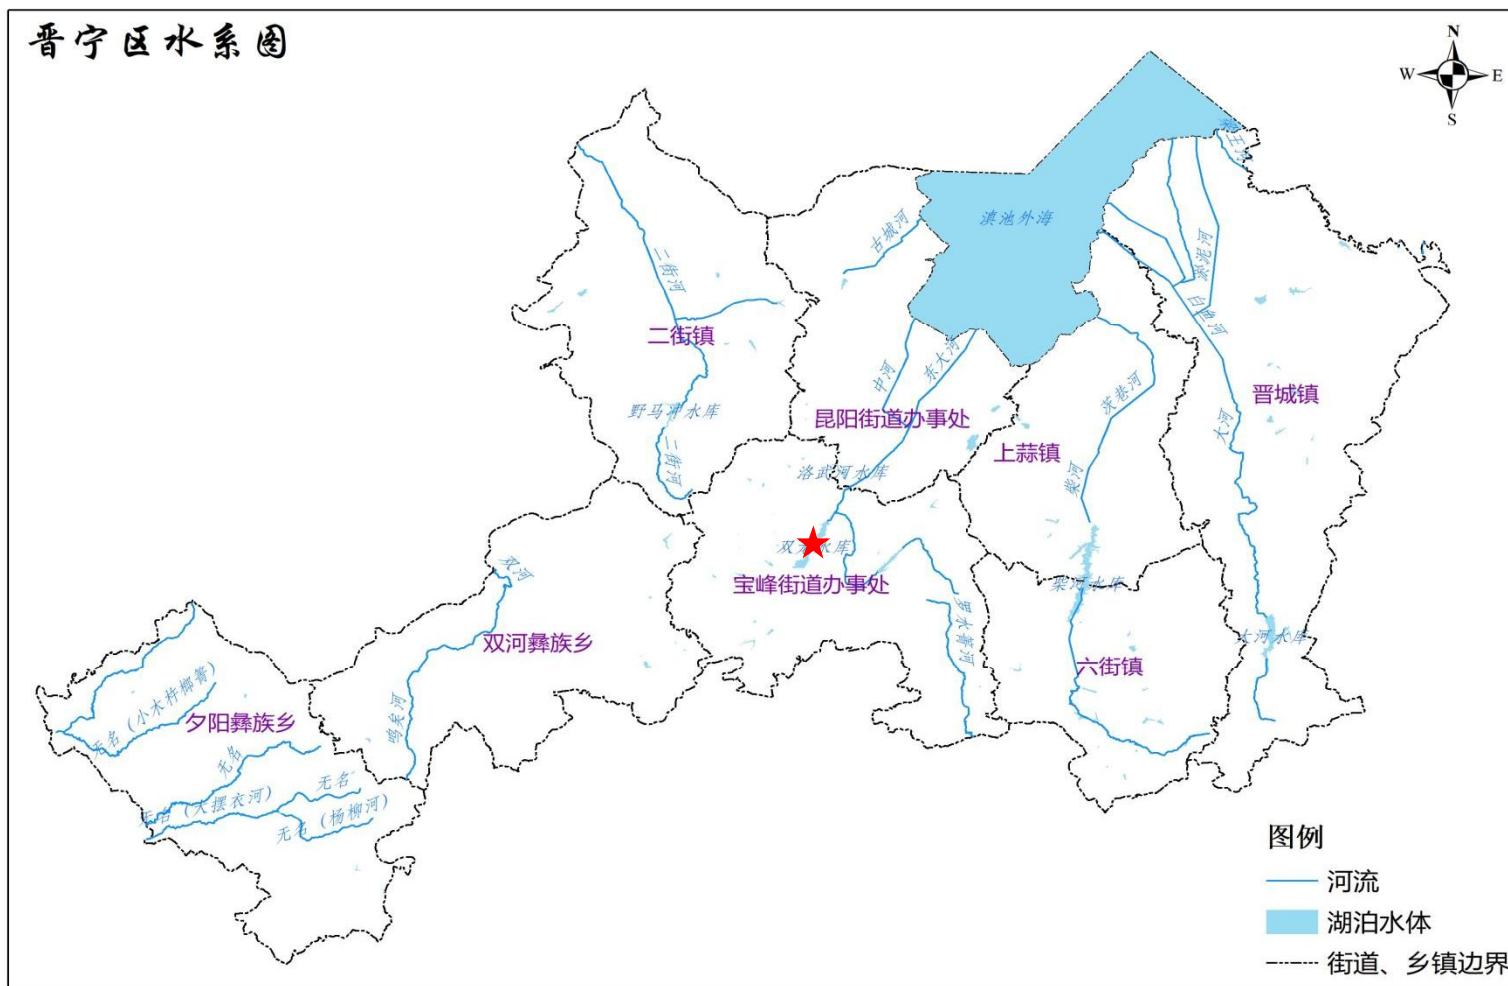 晋宁区水系图
N
W
E
S
滇池外海
古城河
二街河
淤泥河
白鱼河
二街镇
中河
东大河
茨巷河
晋城镇
野马冲水库
昆阳街道办事处
大河
二街河
上蒜镇
洛武河水库
柴河
双龙水库
双河
宝峰街道办事处
柴河水库
罗水箐河
大河水库
双河彝族乡
六街镇
无名（小木杵榔箐）
夕阳彝族乡
鸣矣河
无名
无名
无名（大摆衣河）
无名（杨柳河）
图例
河流
湖泊水体
街道、乡镇边界